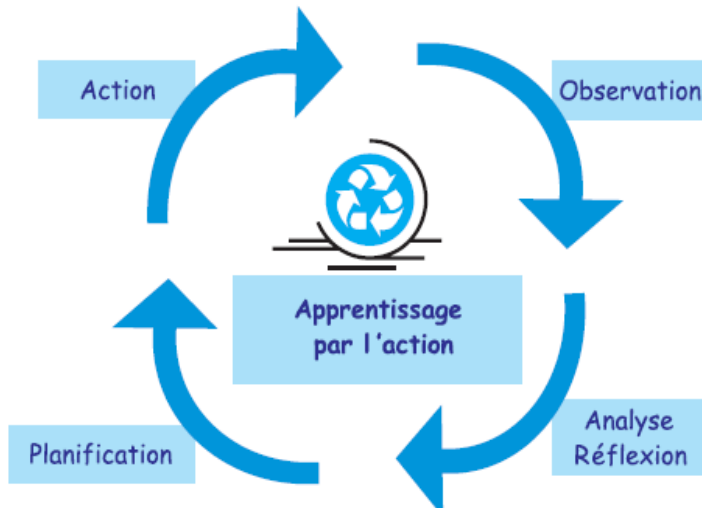 Action
Observation
Apprentissage
par l'action
Planification
Analyse
Réflexion